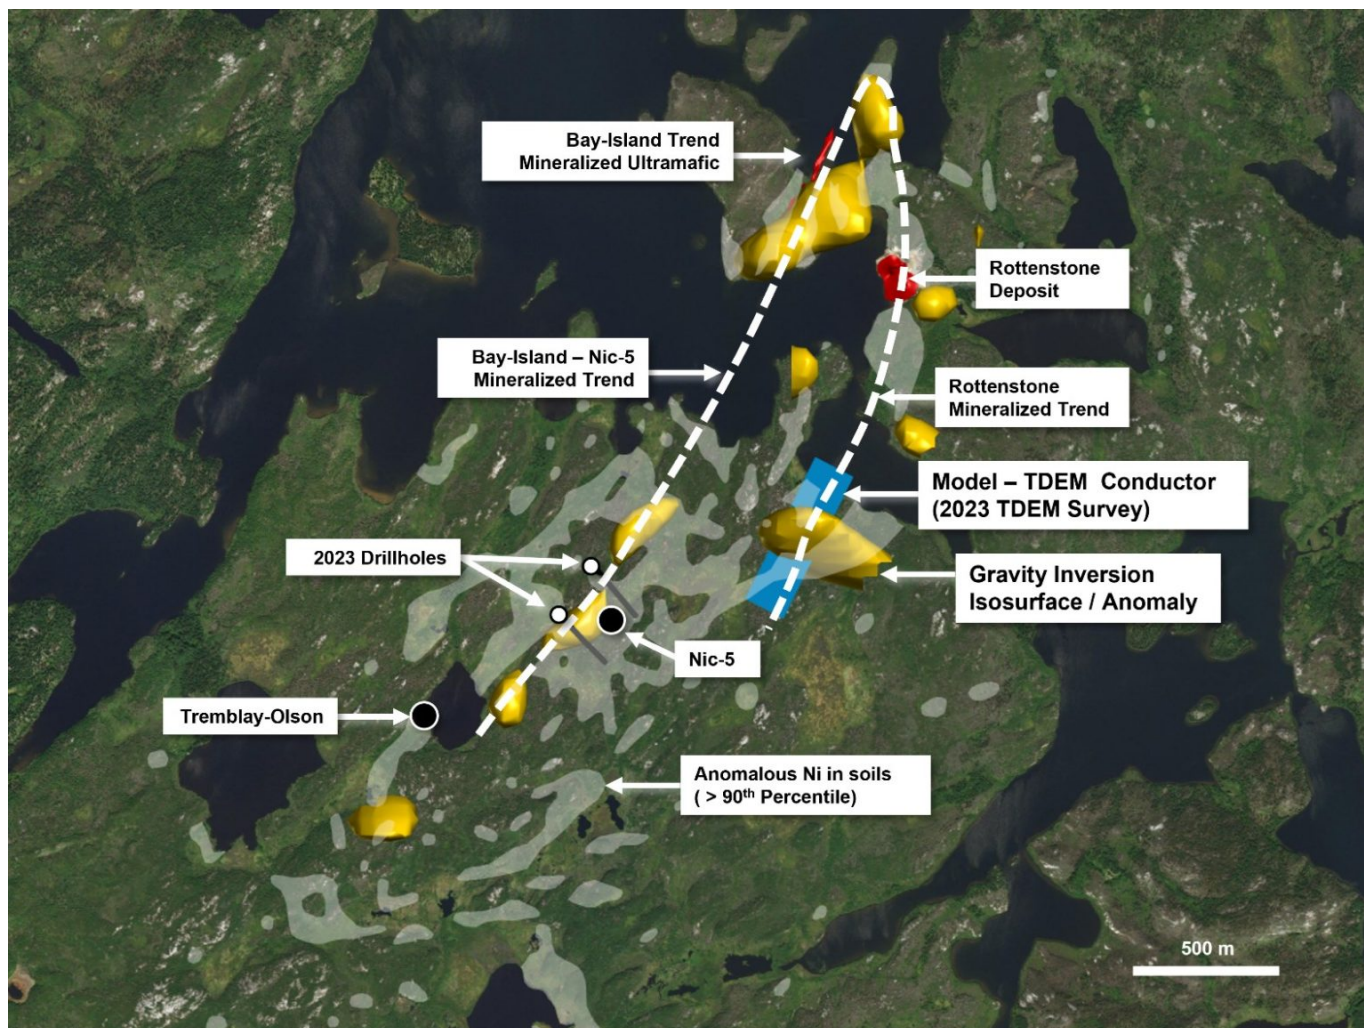 Bay-Island Trend
Mineralized Ultramafic
Rottenstone
Deposit
Bay-Island – Nic-5
Mineralized Trend
Rottenstone
Mineralized Trend
Model – TDEM Conductor
(2023 TDEM Survey)
2023 Drillholes
Gravity Inversion
Isosurface / Anomaly
Nic-5
Tremblay-Olson
Anomalous Ni in soils
( > 90th Percentile)
500 m